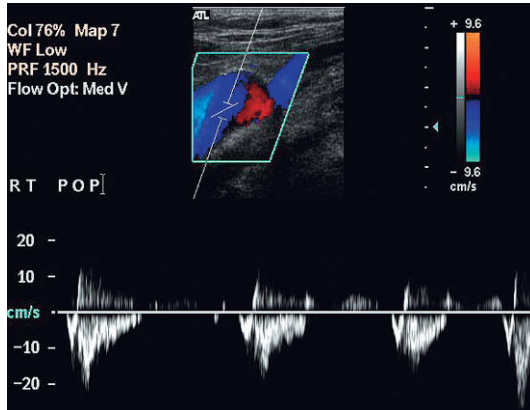 Col 76% Map 7
WF Low
PRF 1500 Hz
Flow Opt: Med V
ATL
+ 9.6
- 9.6
cm/s
RT POP
20
10
cm/s
-10
-20